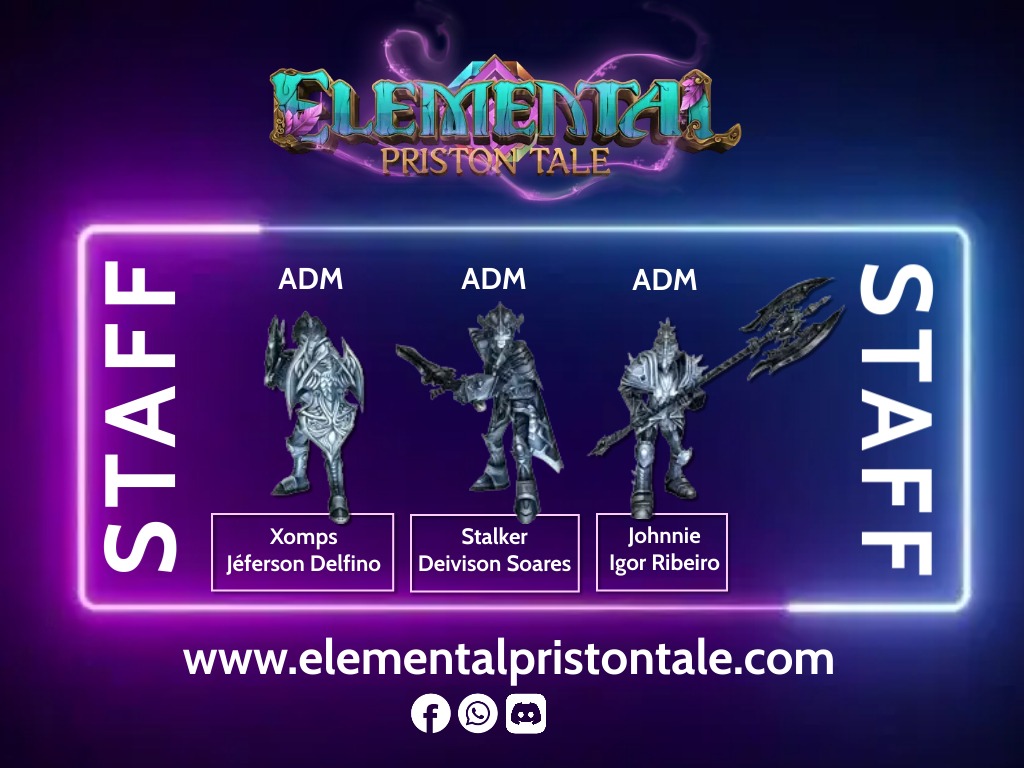 ELEMENTAL
PRISTON TALE
STAFF
ADM
ADM
ADM
STAFF
Xomps
Jéferson Delfino
Stalker
Deivison Soares
Johnnie
Igor Ribeiro
www.elementalpristontale.com